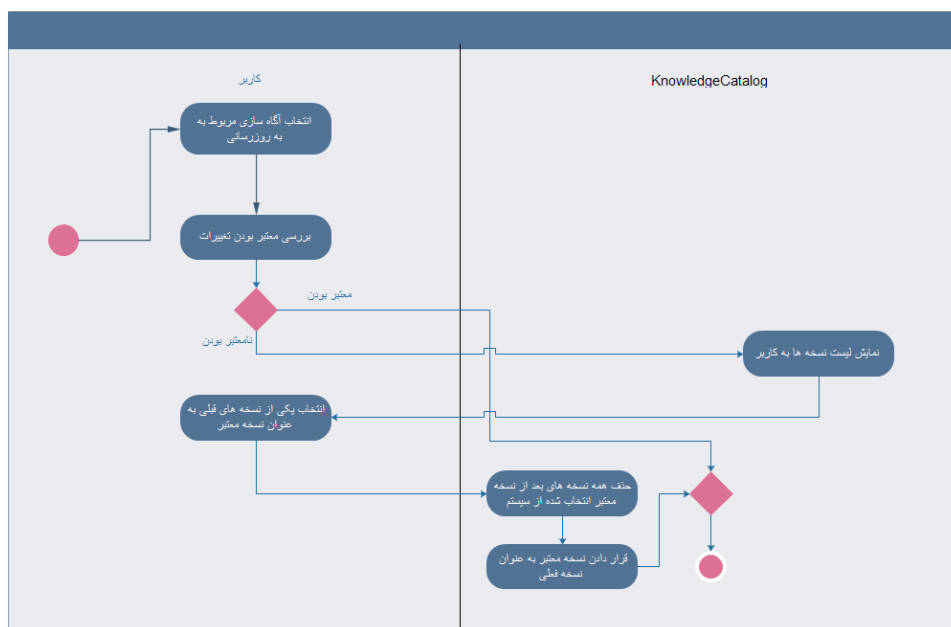 کاربر
KnowledgeCatalog
انتخاب آگاه سازی مربوط به
به روزرسانی
بررسی معتبر بودن تغییرات
معتبر بودن
نامعتبر بودن
نمایش لیست نسخه ها به کاربر
انتخاب یکی از نسخه های قبلی به
عنوان نسخه معتبر
حذف همه نسخه های بعد از نسخه
معتبر انتخاب شده از سیستم
قرار دادن نسخه معتبر به عنوان
نسخه فعلی